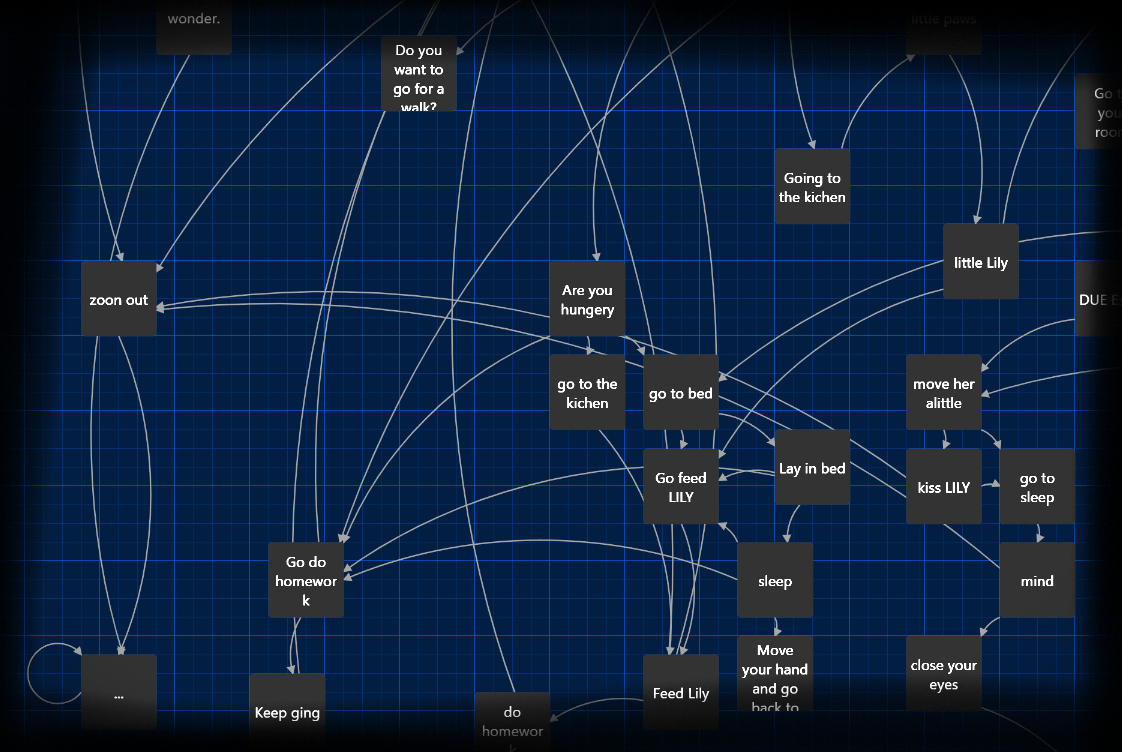 wonder.
little paws
Do you
want to
go for a
walk?
Go t
you
roor
Going to
the kichen
little Lily
zoon out
Are you
hungery
DUE E
go to the
kichen
go to bed
move her
alittle
Lay in bed
Go feed
LILY
kiss LILY
go to
sleep
Go do
homewor
k
sleep
mind
Move
your hand
and go
back to
close your
eyes
...
Feed Lily
Keep ging
do
homewor
k